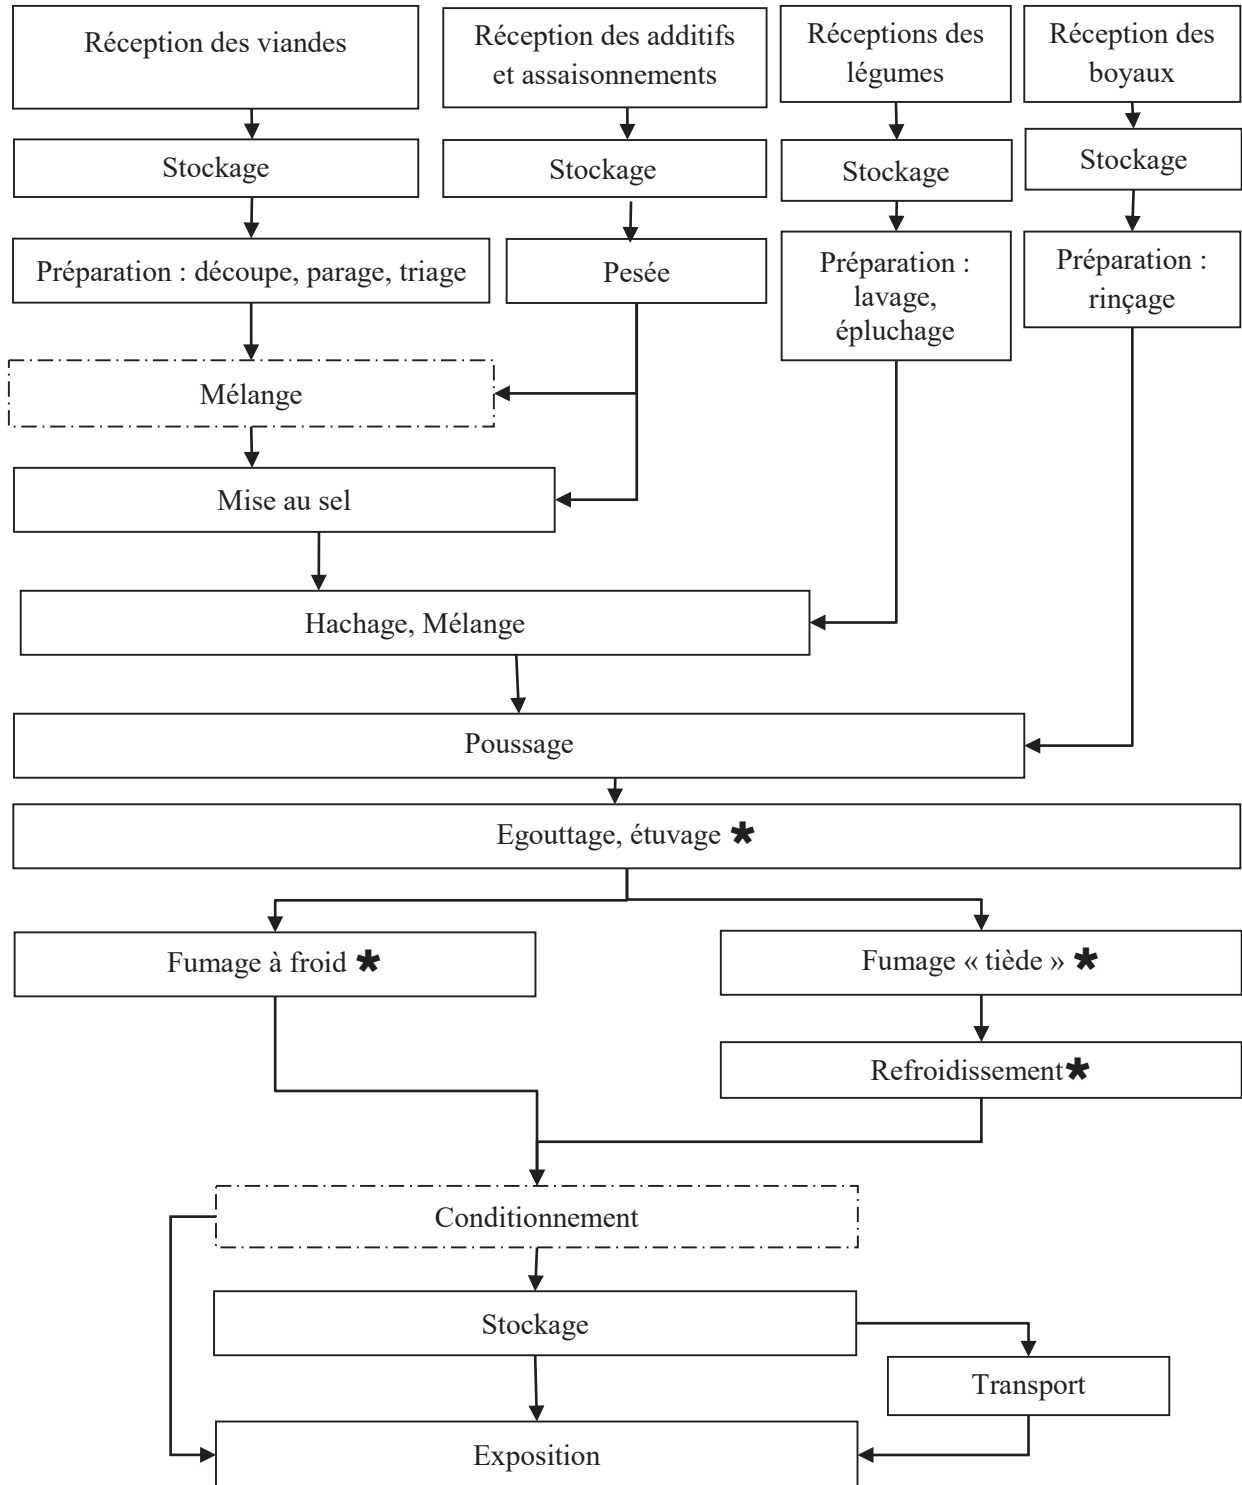 Réception des viandes
Réception des additifs
et assaisonnements
Réceptions des
légumes
Réception des
boyaux
Stockage
Stockage
Stockage
Stockage
Préparation : découpe, parage, triage
Pesée
Préparation :
lavage,
épluchage
Préparation :
rinçage
Mélange
Mise au sel
Hachage, Mélange
Poussage
Egouttage, étuvage *
Fumage à froid *
Fumage « tiède » *
Refroidissement*
Conditionnement
Stockage
Transport
Exposition